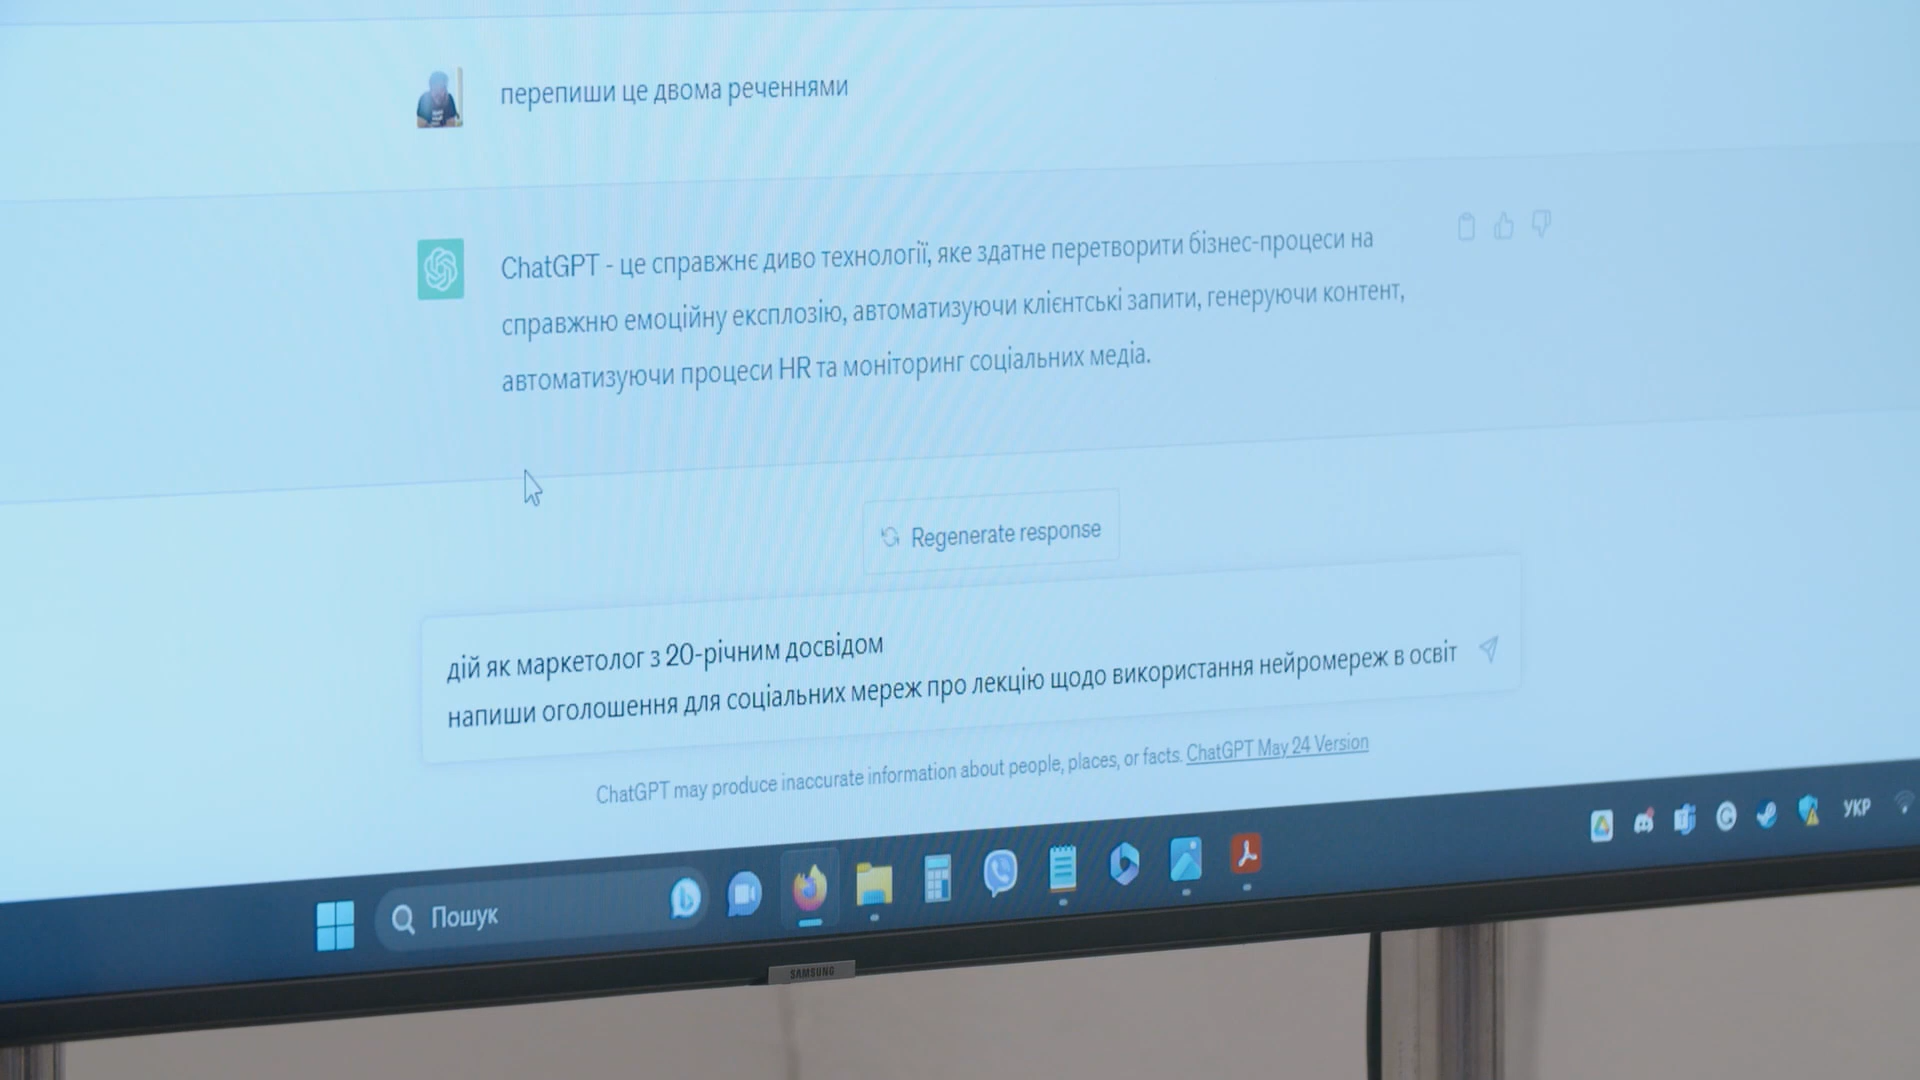 перепиши це двома реченнями
ChatGPT - це справжнє диво технології, яке здатне перетворити бізнес-процеси на
справжню емоційну експлозію, автоматизуючи клієнтські запити, генеруючи контент,
автоматизуючи процеси HR та моніторинг соціальних медіа.
Regenerate response
дій як маркетолог з 20-річним досвідом
напиши оголошення для соціальних мереж про лекцію щодо використання нейромереж в освіт
ChatGPT may produce inaccurate information about people, places, or facts. ChatGPT May 24 Version
Пошук
УКР
SAMSUNG